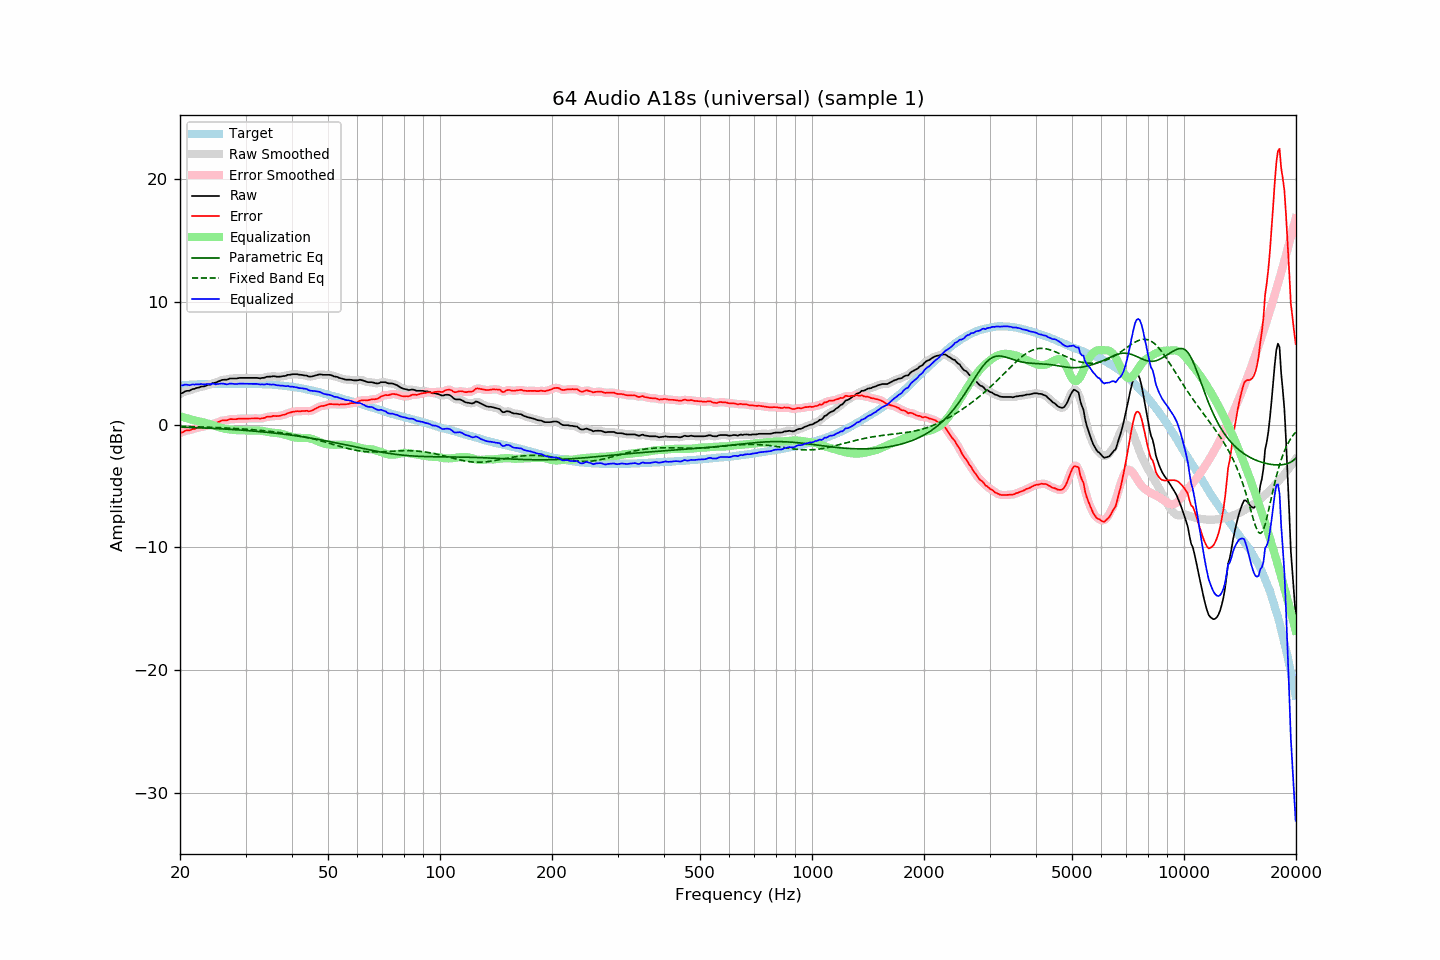 64 Audio A18s (universal) (sample 1)
Target
Raw Smoothed
Error Smoothed
Raw
Error
Equalization
Parametric Eq
Fixed Band Eq
Equalized
Amplitude (dBr)
20
10
0
−10
−20
−30
20 50 100 200 500 1000 2000 5000 10000 20000
Frequency (Hz)